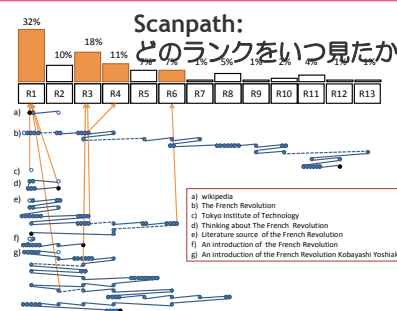 Scanpath:
どのランクをいつ見たか
32%
10%
18%
11%
7%
7%
1%
5%
1%
2%
4%
1%
1%
R1 R2 R3 R4 R5 R6 R7 R8 R9 R10 R11 R12 R13
a)
b)
c)
d)
e)
f)
g)
a) wikipedia
b) The French Revolution
c) Tokyo Institute of Technology
d) Thinking about The French Revolution
e) Literature source of the French Revolution
f) An introduction of the French Revolution
g) An introduction of the French Revolution Kobayashi Yoshiak